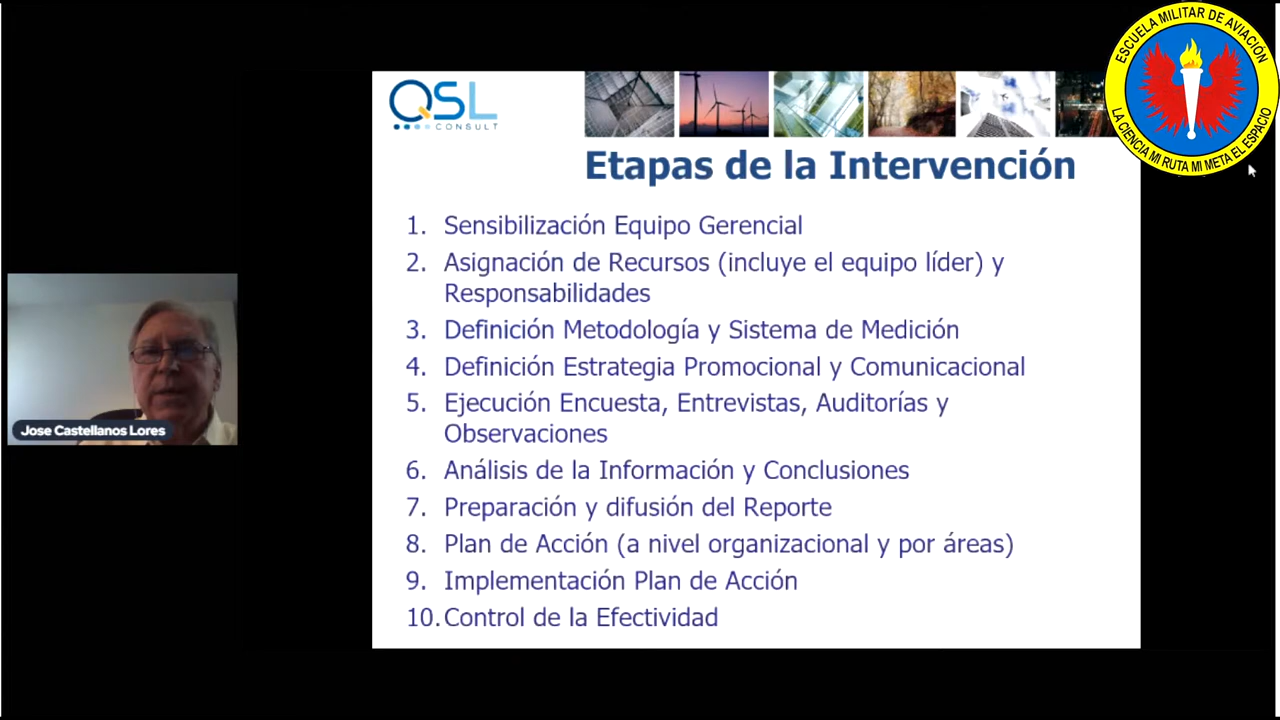 QSL
CONSULT
ESCUELA MILITAR DE AVIACIÓN
LA CIENCIA MI RUTA MI META EL ESPACIO
Etapas de la Intervención
1. Sensibilización Equipo Gerencial
2. Asignación de Recursos (incluye el equipo líder) y
Responsabilidades
3. Definición Metodología y Sistema de Medición
4. Definición Estrategia Promocional y Comunicacional
5. Ejecución Encuesta, Entrevistas, Auditorías y
Observaciones
6. Análisis de la Información y Conclusiones
7. Preparación y difusión del Reporte
8. Plan de Acción (a nivel organizacional y por áreas)
9. Implementación Plan de Acción
10. Control de la Efectividad
Jose Castellanos Lores